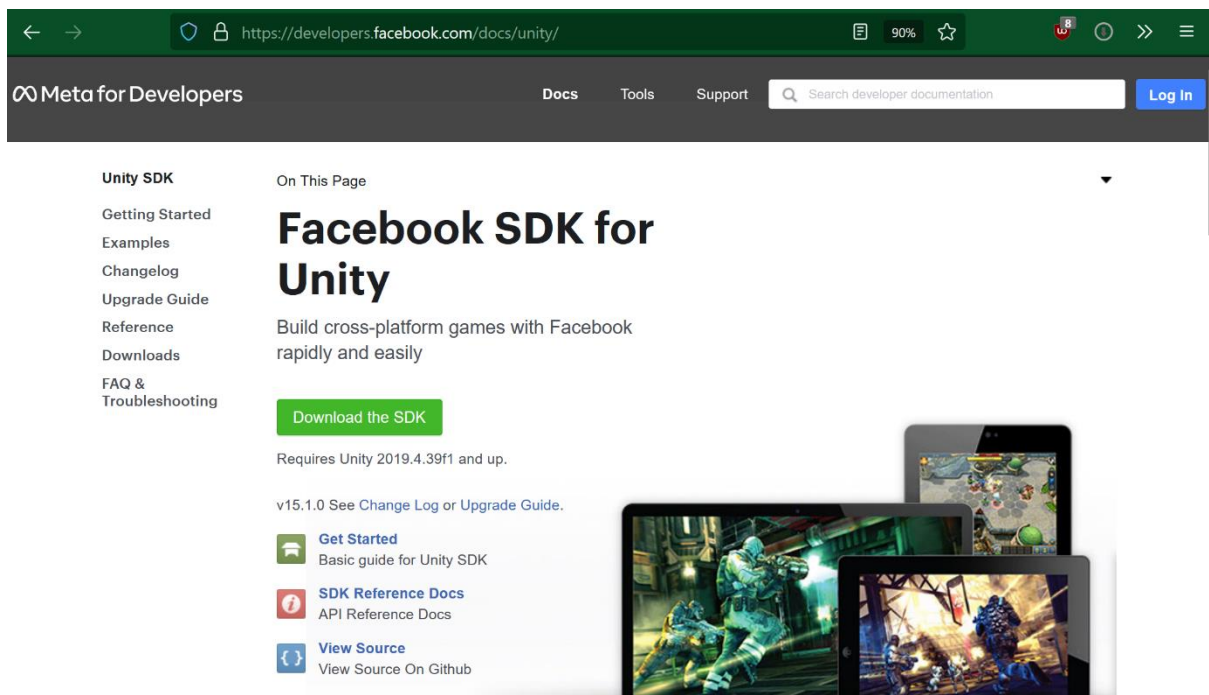 https://developers.facebook.com/docs/unity/
90%
8
Meta for Developers
Docs
Tools
Support
Search developer documentation
Log In
Unity SDK
Getting Started
Examples
Changelog
Upgrade Guide
Reference
Downloads
FAQ &
Troubleshooting
On This Page
Facebook SDK for
Unity
Build cross-platform games with Facebook
rapidly and easily
Download the SDK
Requires Unity 2019.4.39f1 and up.
v15.1.0 See Change Log or Upgrade Guide.
Get Started
Basic guide for Unity SDK
SDK Reference Docs
API Reference Docs
View Source
View Source On Github